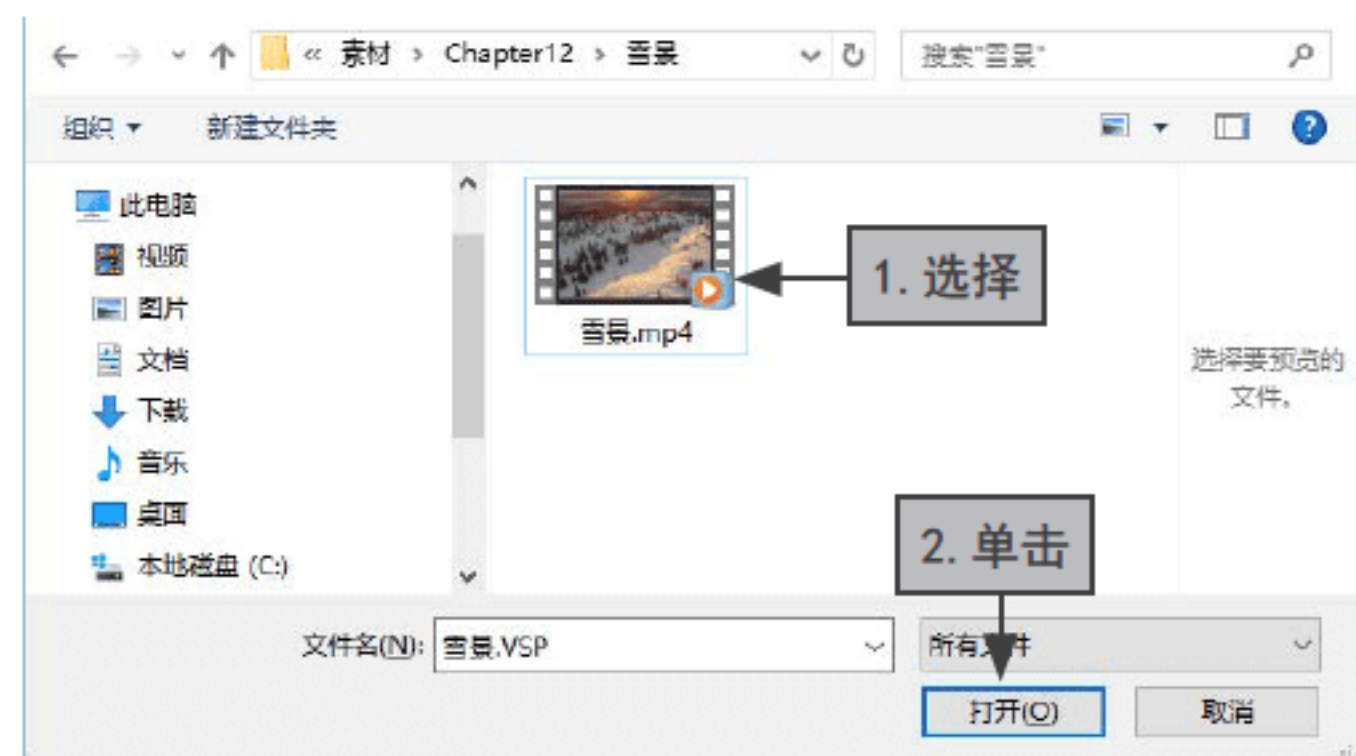 « 素材 › Chapter12 › 雪景
搜索"雪景"
组织
新建文件夹
此电脑
视频
图片
文档
下载
音乐
桌面
本地磁盘 (C:)
雪景.mp4
1. 选择
选择要预览的
文件。
2. 单击
文件名(N): 雪景.VSP
所有文件
打开(O)
取消